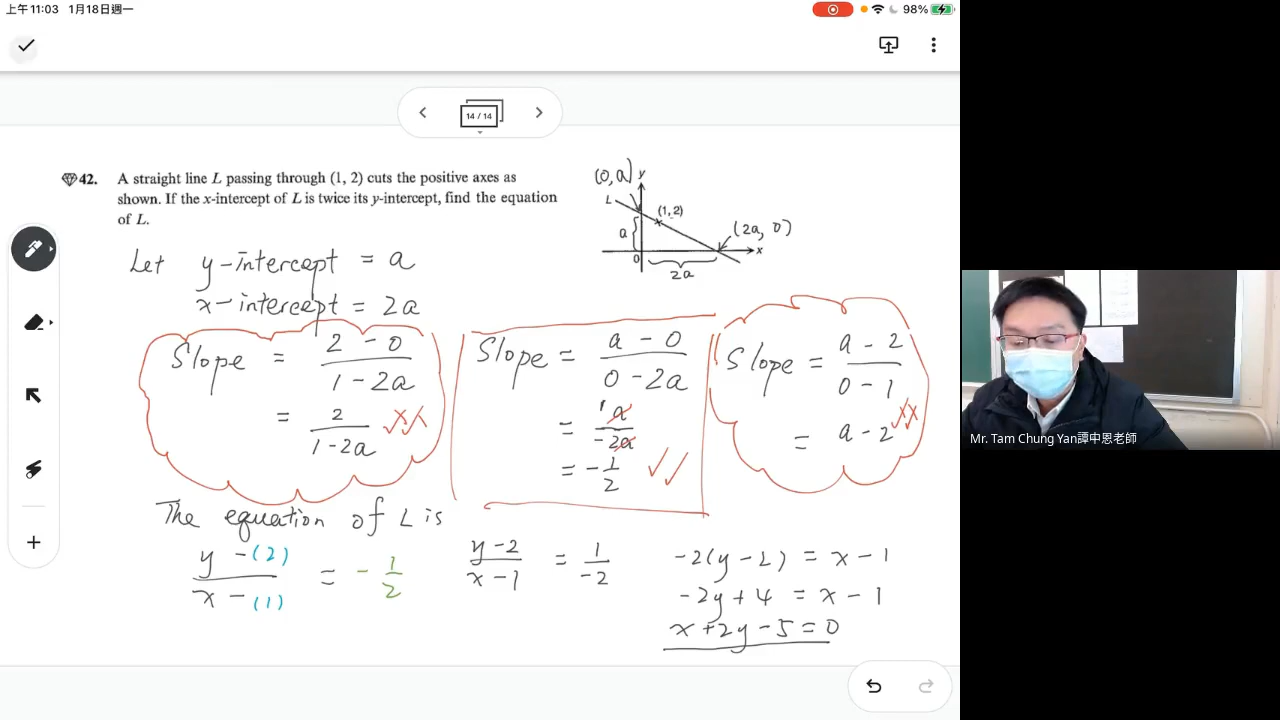 上午11:03 1月18日週一
98%
14 / 14
42. A straight line L passing through (1, 2) cuts the positive axes as
shown. If the x-intercept of L is twice its y-intercept, find the equation
of L.
(0, a) y
L
(1, 2)
(2a, 0)
a
0
x
2a
Let y-intercept = a
x-intercept = 2a
Slope = 2 - 0 / 1 - 2a
= 2 / 1 - 2a
Slope = a - 0 / 0 - 2a
= 1 a / -2a
= - 1 / 2
Slope = a - 2 / 0 - 1
= a - 2
The equation of L is
y - (2) / x - (1) = - 1 / 2
y - 2 / x - 1 = 1 / -2
-2(y - 2) = x - 1
-2y + 4 = x - 1
x + 2y - 5 = 0
Mr. Tam Chung Yan譚中恩老師